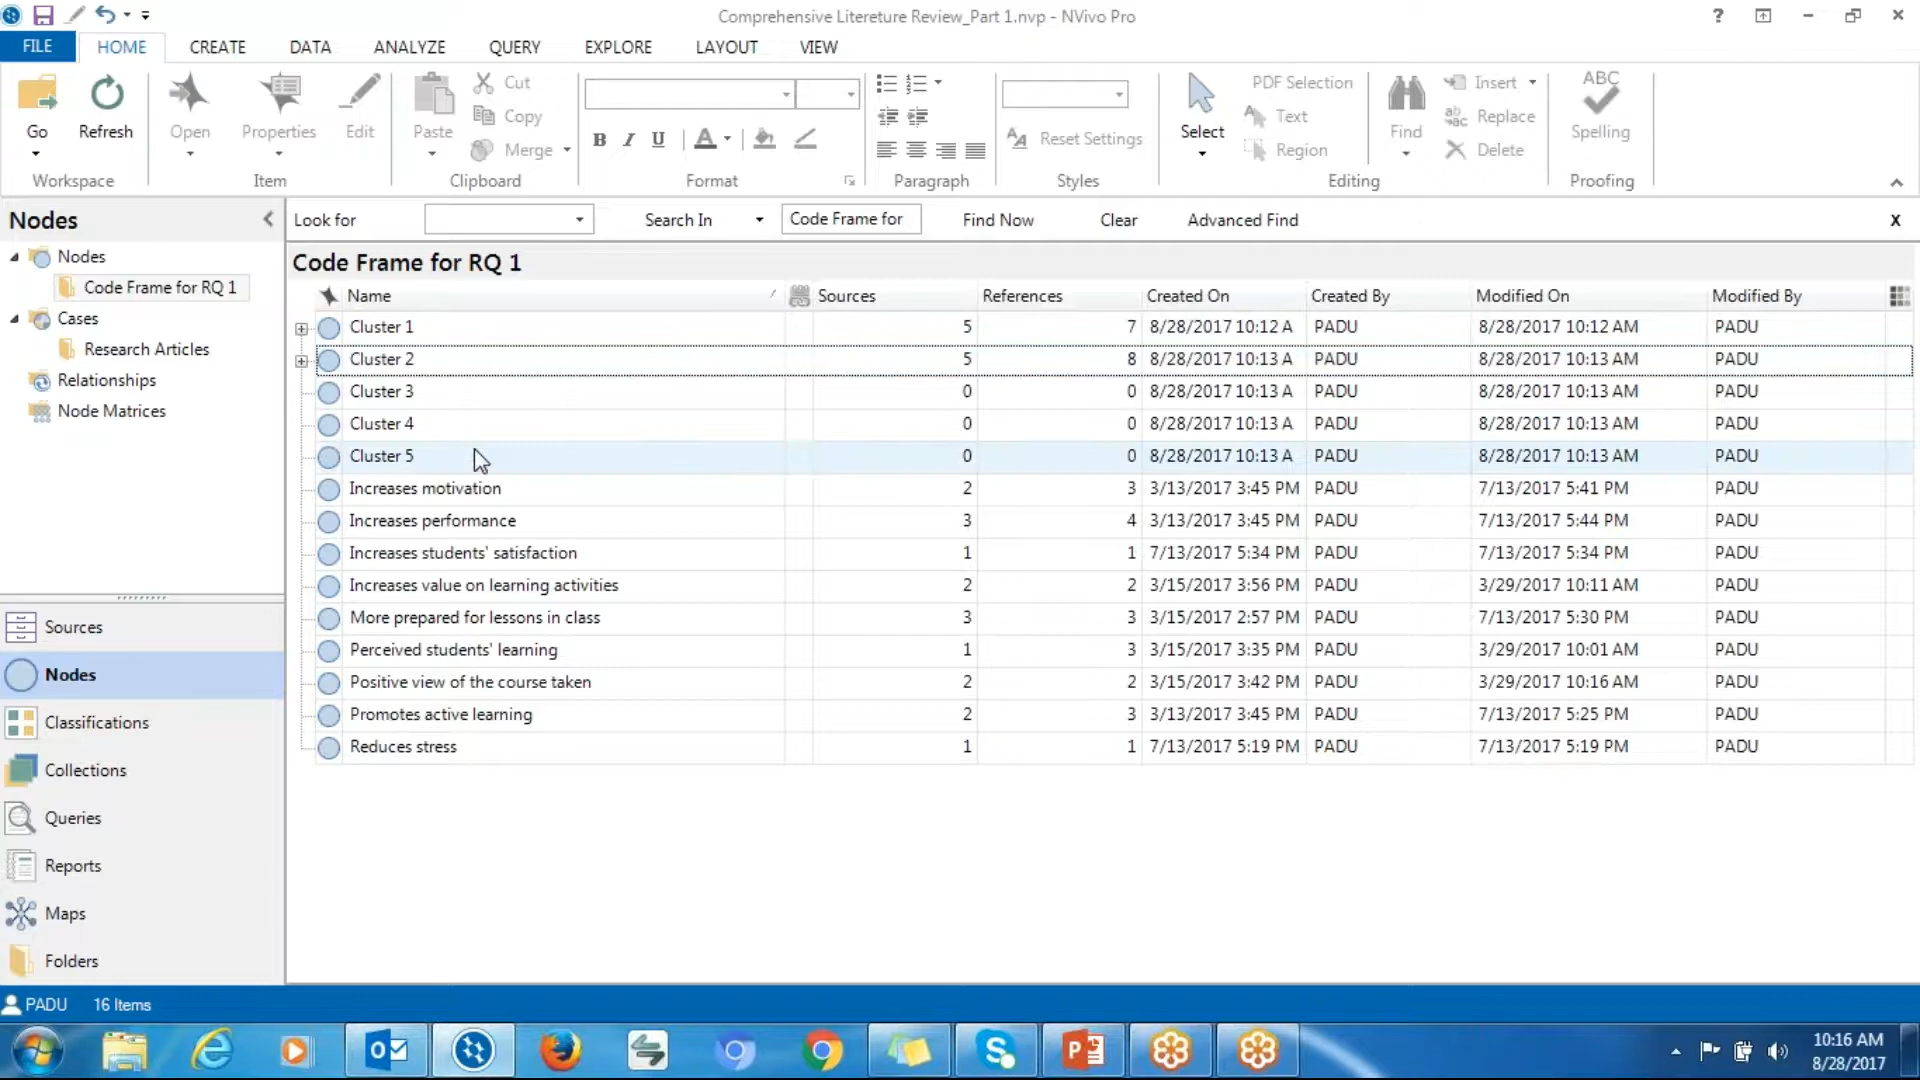 Comprehensive Litereture Review_Part 1.nvp - NVivo Pro
?
FILE HOME CREATE DATA ANALYZE QUERY EXPLORE LAYOUT VIEW
Go Refresh Open Properties Edit Paste Cut Copy Merge
B I U A
Reset Settings
Select PDF Selection Text Region Find Insert Replace Delete
ABC Spelling
Workspace Item Clipboard Format Paragraph Styles Editing Proofing
Nodes
Look for Search In Code Frame for Find Now Clear Advanced Find x
Nodes
Code Frame for RQ 1
Cases
Research Articles
Relationships
Node Matrices
Sources
Nodes
Classifications
Collections
Queries
Reports
Maps
Folders
Code Frame for RQ 1
Name Sources References Created On Created By Modified On Modified By
Cluster 1 5 7 8/28/2017 10:12 A PADU 8/28/2017 10:12 AM PADU
Cluster 2 5 8 8/28/2017 10:13 A PADU 8/28/2017 10:13 AM PADU
Cluster 3 0 0 8/28/2017 10:13 A PADU 8/28/2017 10:13 AM PADU
Cluster 4 0 0 8/28/2017 10:13 A PADU 8/28/2017 10:13 AM PADU
Cluster 5 0 0 8/28/2017 10:13 A PADU 8/28/2017 10:13 AM PADU
Increases motivation 2 3 3/13/2017 3:45 PM PADU 7/13/2017 5:41 PM PADU
Increases performance 3 4 3/13/2017 3:45 PM PADU 7/13/2017 5:44 PM PADU
Increases students' satisfaction 1 1 7/13/2017 5:34 PM PADU 7/13/2017 5:34 PM PADU
Increases value on learning activities 2 2 3/15/2017 3:56 PM PADU 3/29/2017 10:11 AM PADU
More prepared for lessons in class 3 3 3/15/2017 2:57 PM PADU 7/13/2017 5:30 PM PADU
Perceived students' learning 1 3 3/15/2017 3:35 PM PADU 3/29/2017 10:01 AM PADU
Positive view of the course taken 2 2 3/15/2017 3:42 PM PADU 3/29/2017 10:16 AM PADU
Promotes active learning 2 3 3/13/2017 3:45 PM PADU 7/13/2017 5:25 PM PADU
Reduces stress 1 1 7/13/2017 5:19 PM PADU 7/13/2017 5:19 PM PADU
PADU 16 Items
10:16 AM
8/28/2017